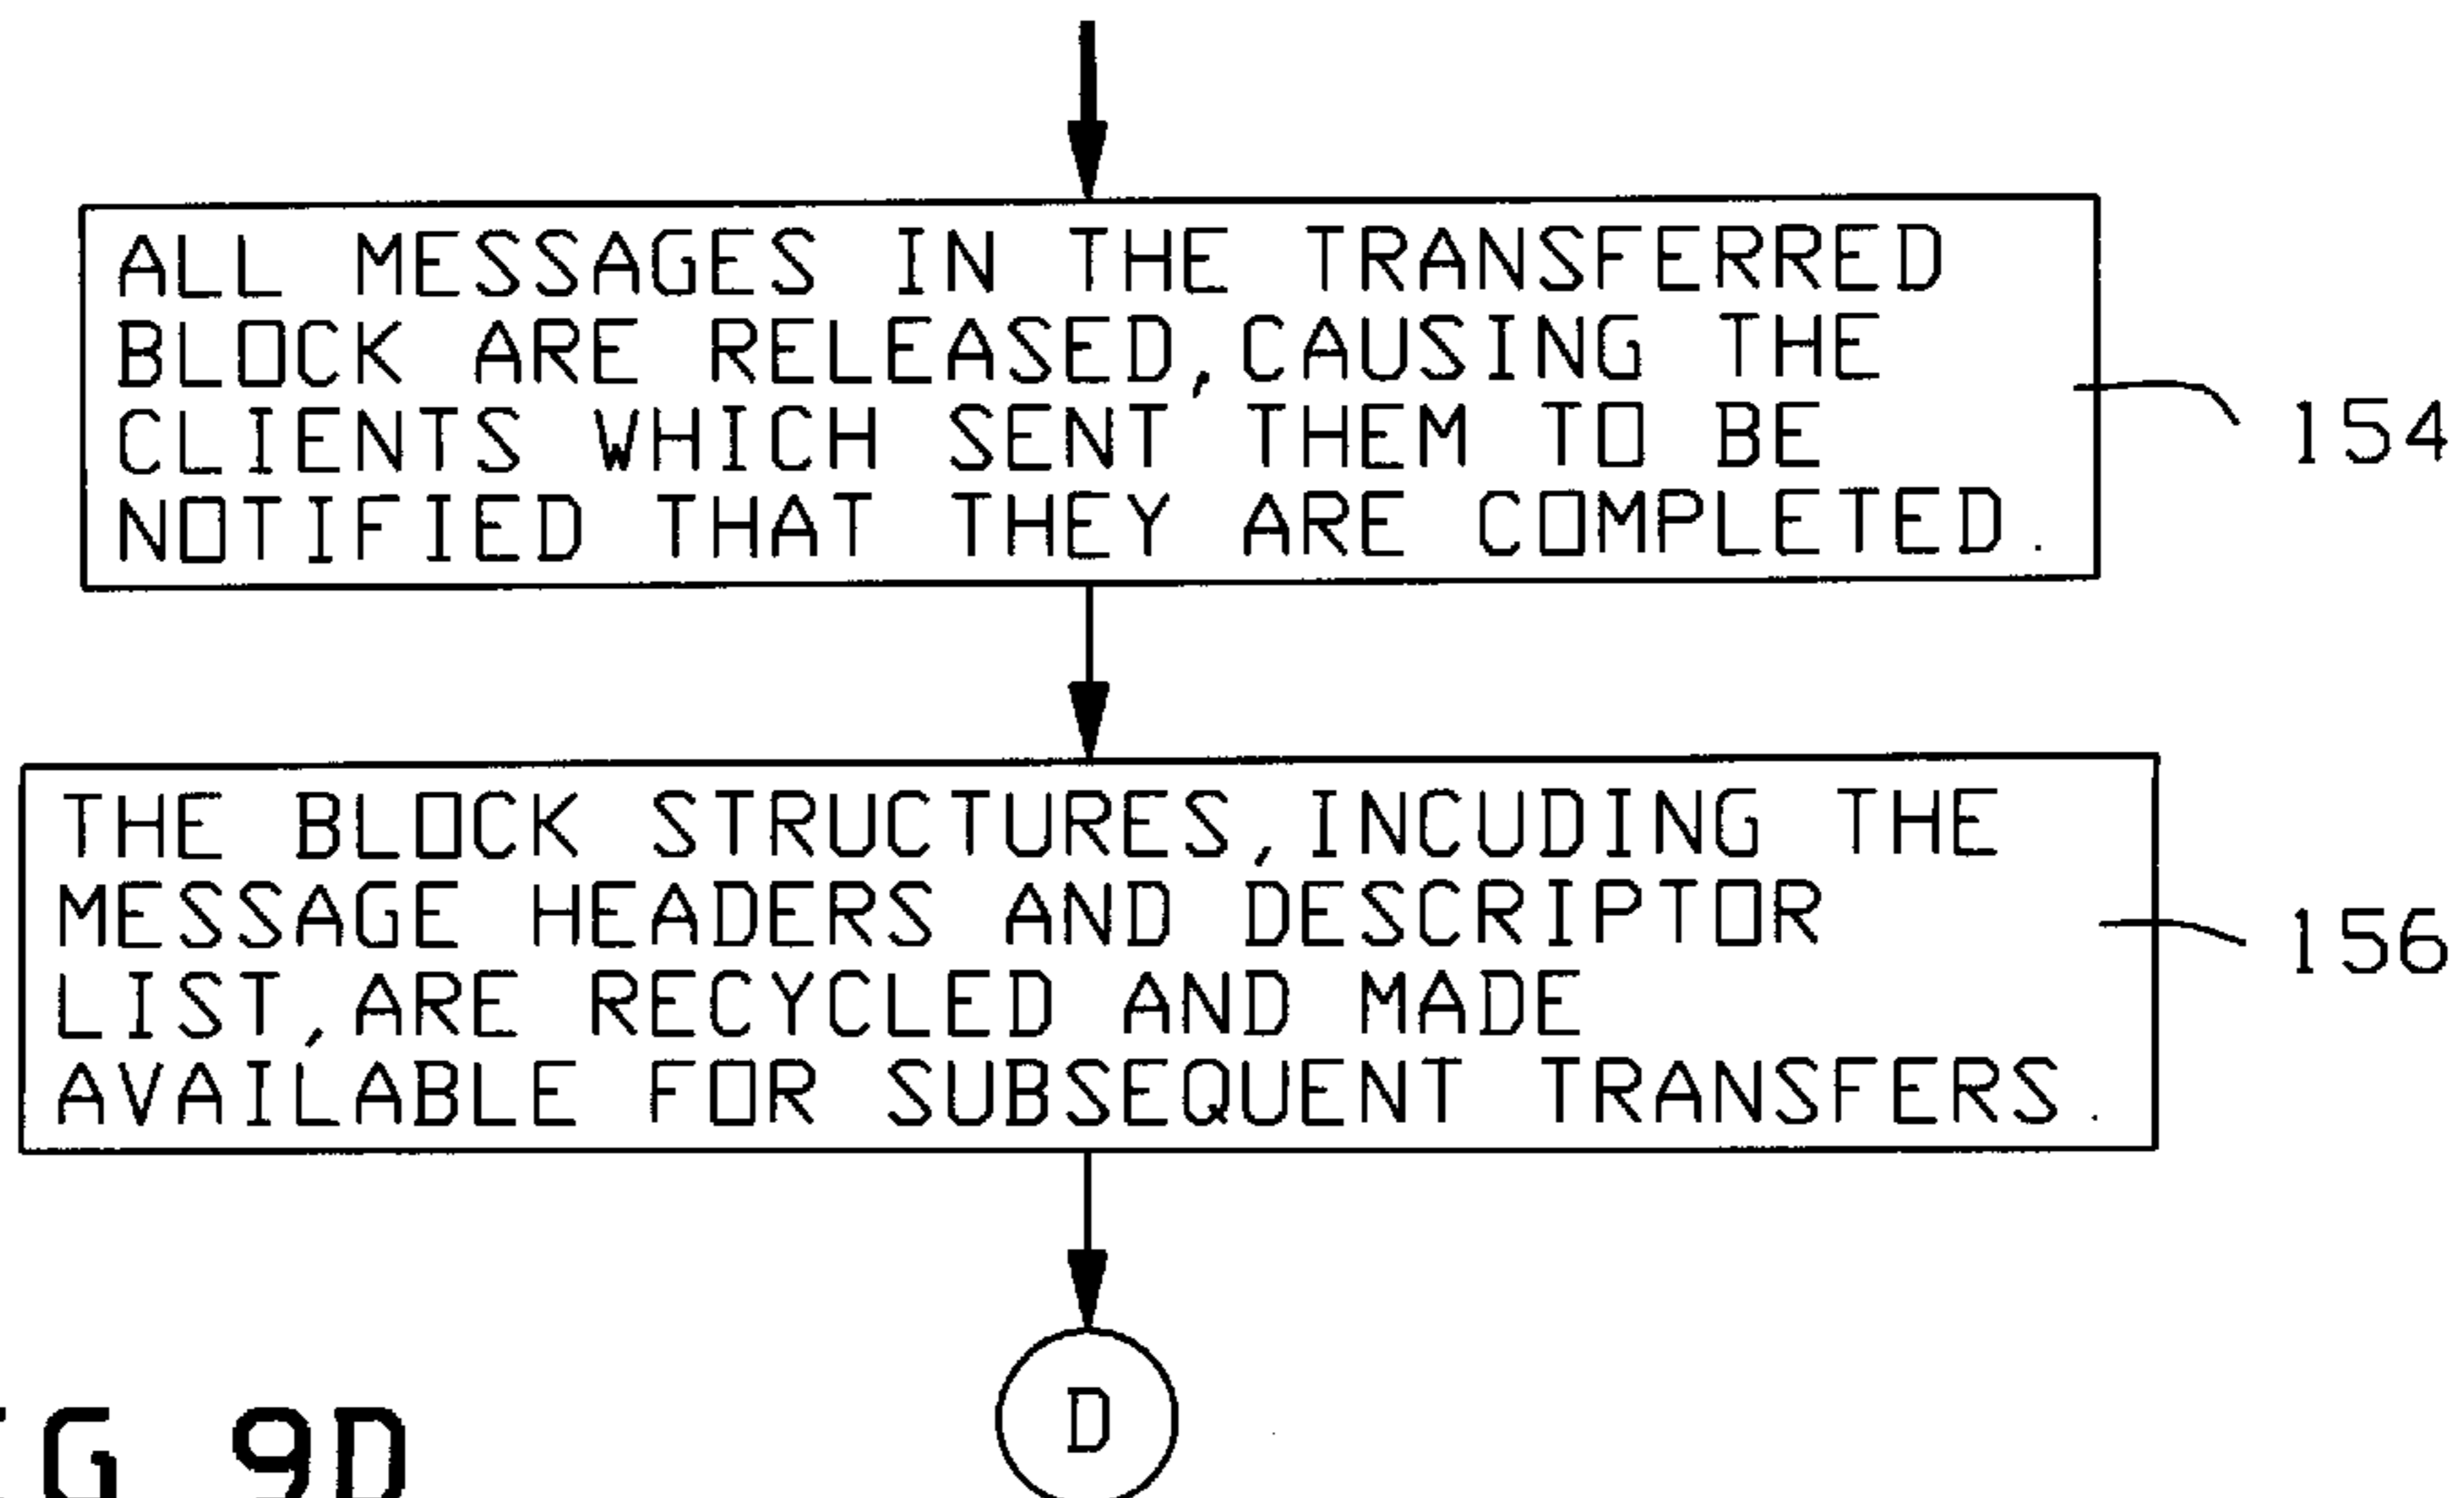 ALL MESSAGES IN THE TRANSFERRED
BLOCK ARE RELEASED,CAUSING THE
CLIENTS WHICH SENT THEM TO BE
NOTIFIED THAT THEY ARE COMPLETED.
154
THE BLOCK STRUCTURES,INCUDING THE
MESSAGE HEADERS AND DESCRIPTOR
LIST,ARE RECYCLED AND MADE
AVAILABLE FOR SUBSEQUENT TRANSFERS.
156
D
G 9D